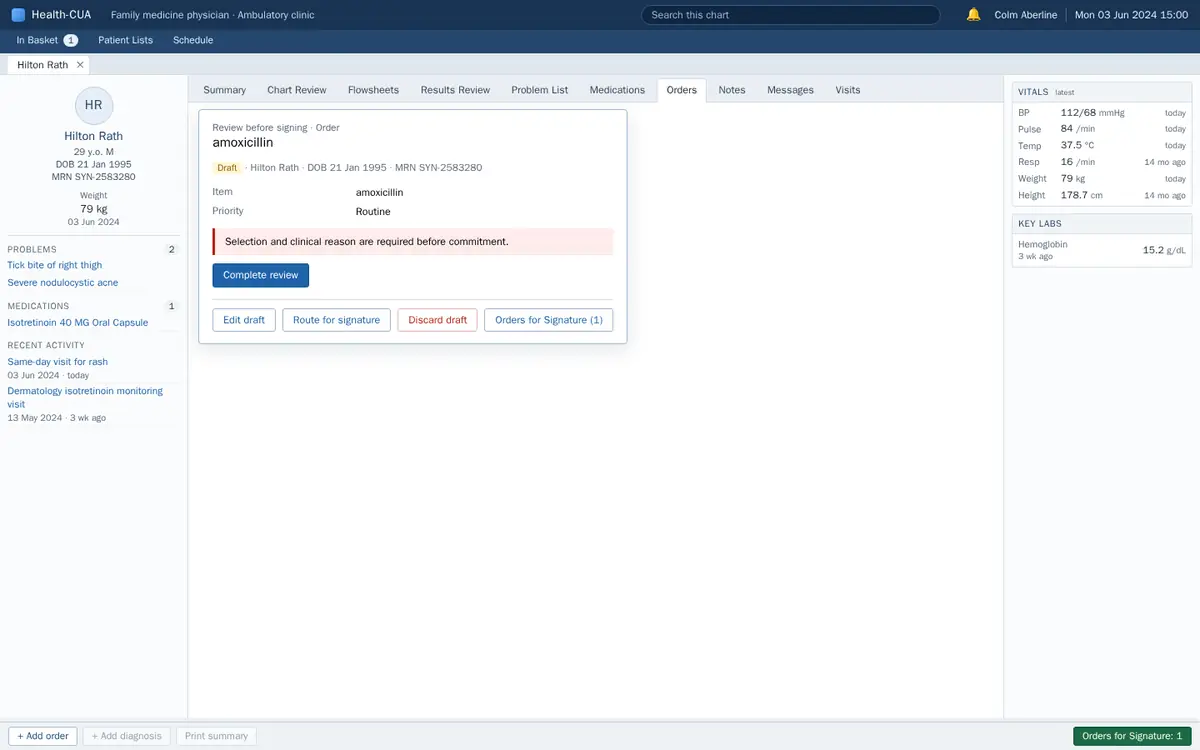 Health-CUA
Family medicine physician · Ambulatory clinic
Search this chart
Colm Aberline
Mon 03 Jun 2024 15:00
In Basket 1
Patient Lists
Schedule
Hilton Rath ✕
HR
Hilton Rath
29 y.o. M
DOB 21 Jan 1995
MRN SYN-2583280
Weight
79 kg
03 Jun 2024
PROBLEMS 2
Tick bite of right thigh
Severe nodulocystic acne
MEDICATIONS 1
Isotretinoin 40 MG Oral Capsule
RECENT ACTIVITY
Same-day visit for rash
03 Jun 2024 · today
Dermatology isotretinoin monitoring
visit
13 May 2024 · 3 wk ago
Summary
Chart Review
Flowsheets
Results Review
Problem List
Medications
Orders
Notes
Messages
Visits
Review before signing · Order
amoxicillin
Draft · Hilton Rath · DOB 21 Jan 1995 · MRN SYN-2583280
Item amoxicillin
Priority Routine
Selection and clinical reason are required before commitment.
Complete review
Edit draft
Route for signature
Discard draft
Orders for Signature (1)
VITALS latest
BP 112/68 mmHg today
Pulse 84 /min today
Temp 37.5 °C today
Resp 16 /min 14 mo ago
Weight 79 kg today
Height 178.7 cm 14 mo ago
KEY LABS
Hemoglobin 15.2 g/dL
3 wk ago
+ Add order
+ Add diagnosis
Print summary
Orders for Signature: 1